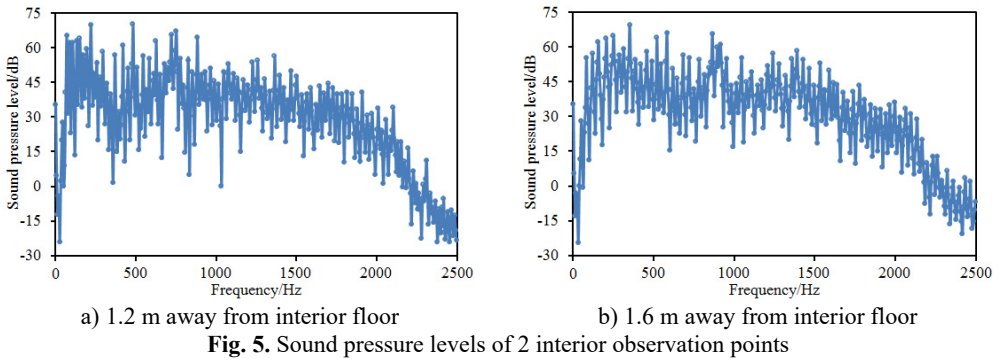 75
60
45
30
15
0
-15
-30
Sound pressure level/dB
0 500 1000 1500 2000 2500
Frequency/Hz
75
60
45
30
15
0
-15
-30
Sound pressure level/dB
0 500 1000 1500 2000 2500
Frequency/Hz
a) 1.2 m away from interior floor
b) 1.6 m away from interior floor
Fig. 5. Sound pressure levels of 2 interior observation points